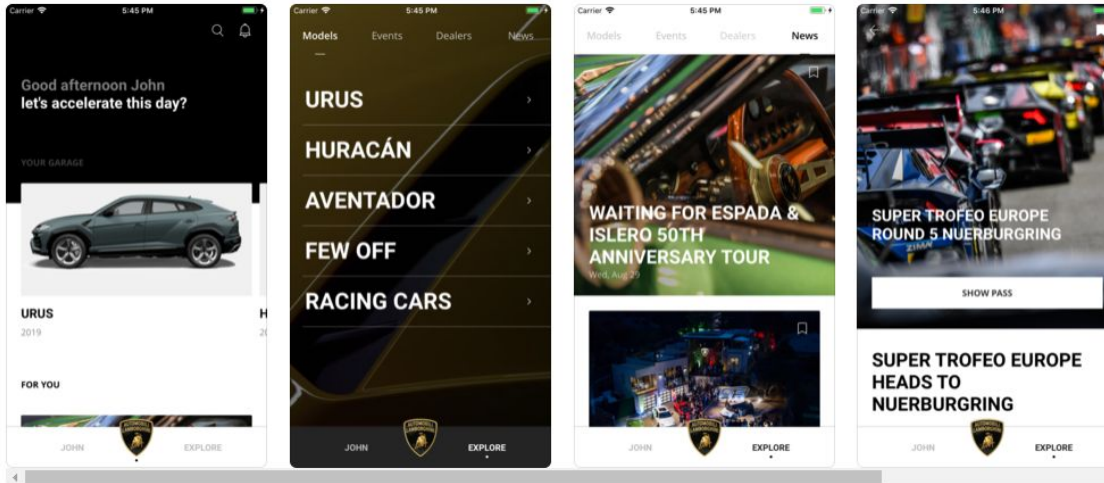 Carrier 5:45 PM
Good afternoon John
let's accelerate this day?
YOUR GARAGE
URUS
2019
FOR YOU
JOHN
EXPLORE
Carrier 5:45 PM
Models Events Dealers News
URUS
HURACÁN
AVENTADOR
FEW OFF
RACING CARS
JOHN
EXPLORE
Carrier 5:45 PM
Models Events Dealers News
WAITING FOR ESPADA &
ISLERO 50TH
ANNIVERSARY TOUR
Wed, Aug 29
JOHN
EXPLORE
Carrier 5:46 PM
SUPER TROFEO EUROPE
ROUND 5 NUERBURGRING
SHOW PASS
SUPER TROFEO EUROPE
HEADS TO
NUERBURGRING
JOHN
EXPLORE